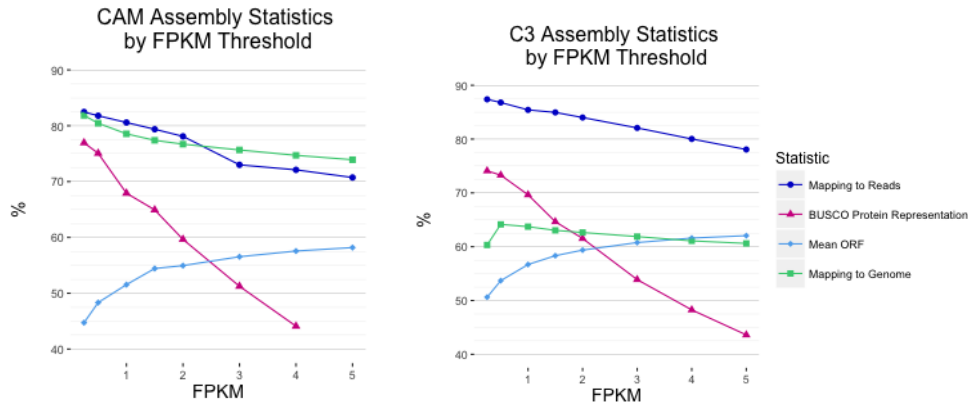 CAM Assembly Statistics
by FPKM Threshold
90
80
70
60
50
40
%
1
2
3
4
5
FPKM
C3 Assembly Statistics
by FPKM Threshold
90
80
70
60
50
40
%
1
2
3
4
5
FPKM
Statistic
Mapping to Reads
BUSCO Protein Representation
Mean ORF
Mapping to Genome